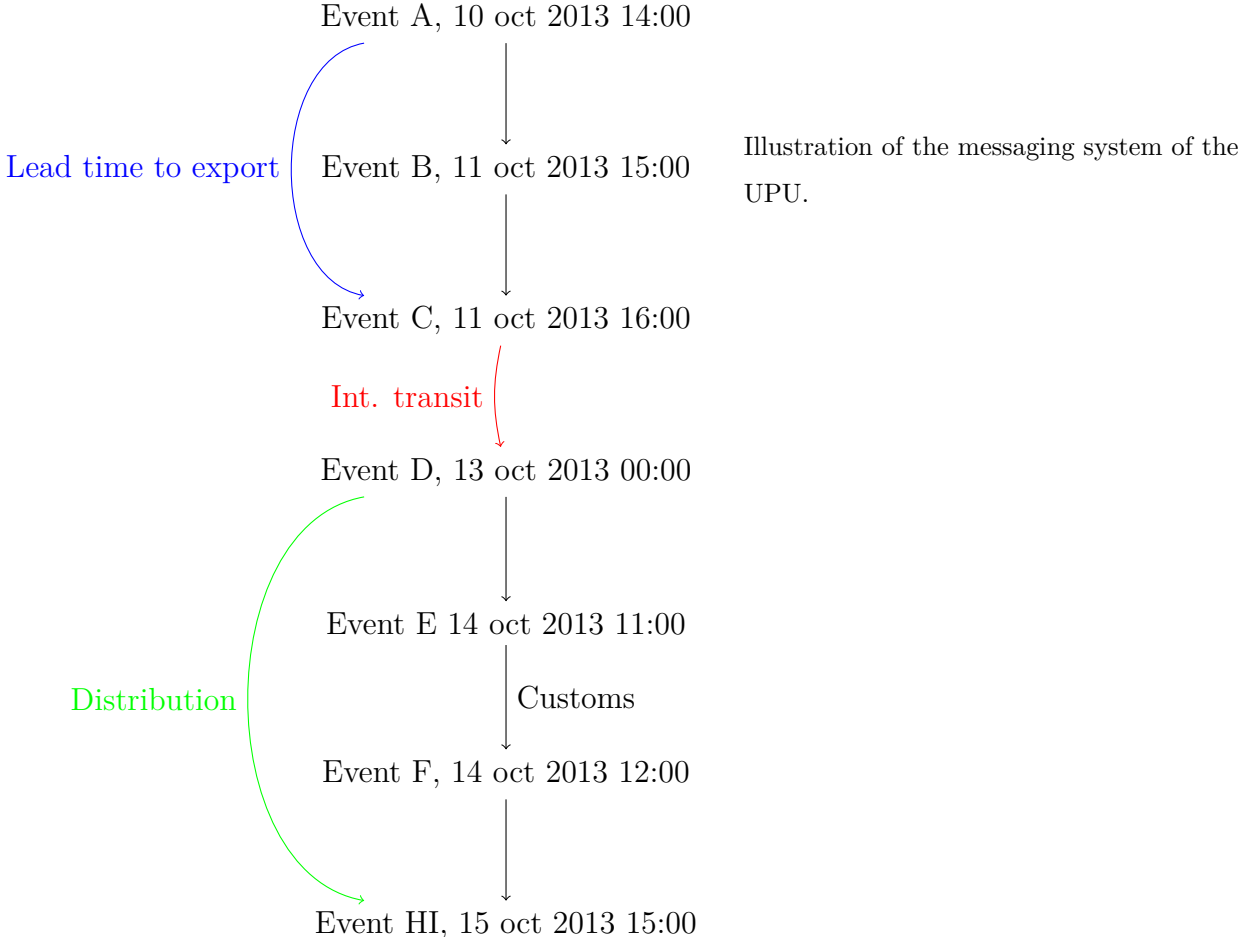 Event A, 10 oct 2013 14:00
Lead time to export
Event B, 11 oct 2013 15:00
Illustration of the messaging system of the
UPU.
Event C, 11 oct 2013 16:00
Int. transit
Event D, 13 oct 2013 00:00
Event E 14 oct 2013 11:00
Distribution
Customs
Event F, 14 oct 2013 12:00
Event HI, 15 oct 2013 15:00